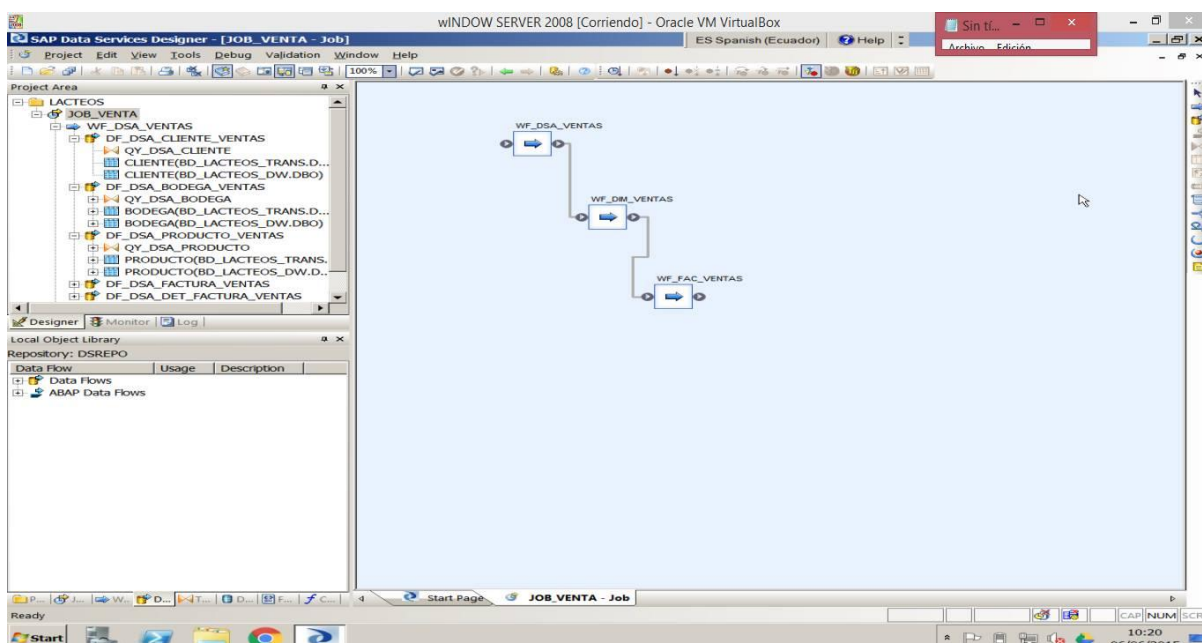 wINDOW SERVER 2008 [Corriendo] - Oracle VM VirtualBox
Sin tí...
Archivo Edición
SAP Data Services Designer - [JOB_VENTA - Job]
ES Spanish (Ecuador) Help
Project Edit View Tools Debug Validation Window Help
100%
Project Area
LACTEOS
JOB_VENTA
WF_DSA_VENTAS
DF_DSA_CLIENTE_VENTAS
QY_DSA_CLIENTE
CLIENTE(BD_LACTEOS_TRANS.D...
CLIENTE(BD_LACTEOS_DW.DBO)
DF_DSA_BODEGA_VENTAS
QY_DSA_BODEGA
BODEGA(BD_LACTEOS_TRANS.D...
BODEGA(BD_LACTEOS_DW.DBO)
DF_DSA_PRODUCTO_VENTAS
QY_DSA_PRODUCTO
PRODUCTO(BD_LACTEOS_TRANS.
PRODUCTO(BD_LACTEOS_DW.D..
DF_DSA_FACTURA_VENTAS
DF_DSA_DET_FACTURA_VENTAS
Designer Monitor Log
Local Object Library
Repository: DSREPO
Data Flow Usage Description
Data Flows
ABAP Data Flows
P... J... W... D... T... D... F... C...
Ready
WF_DSA_VENTAS
WF_DIM_VENTAS
WF_FAC_VENTAS
Start Page JOB_VENTA - Job
CAP NUM SCR
Start
10:20